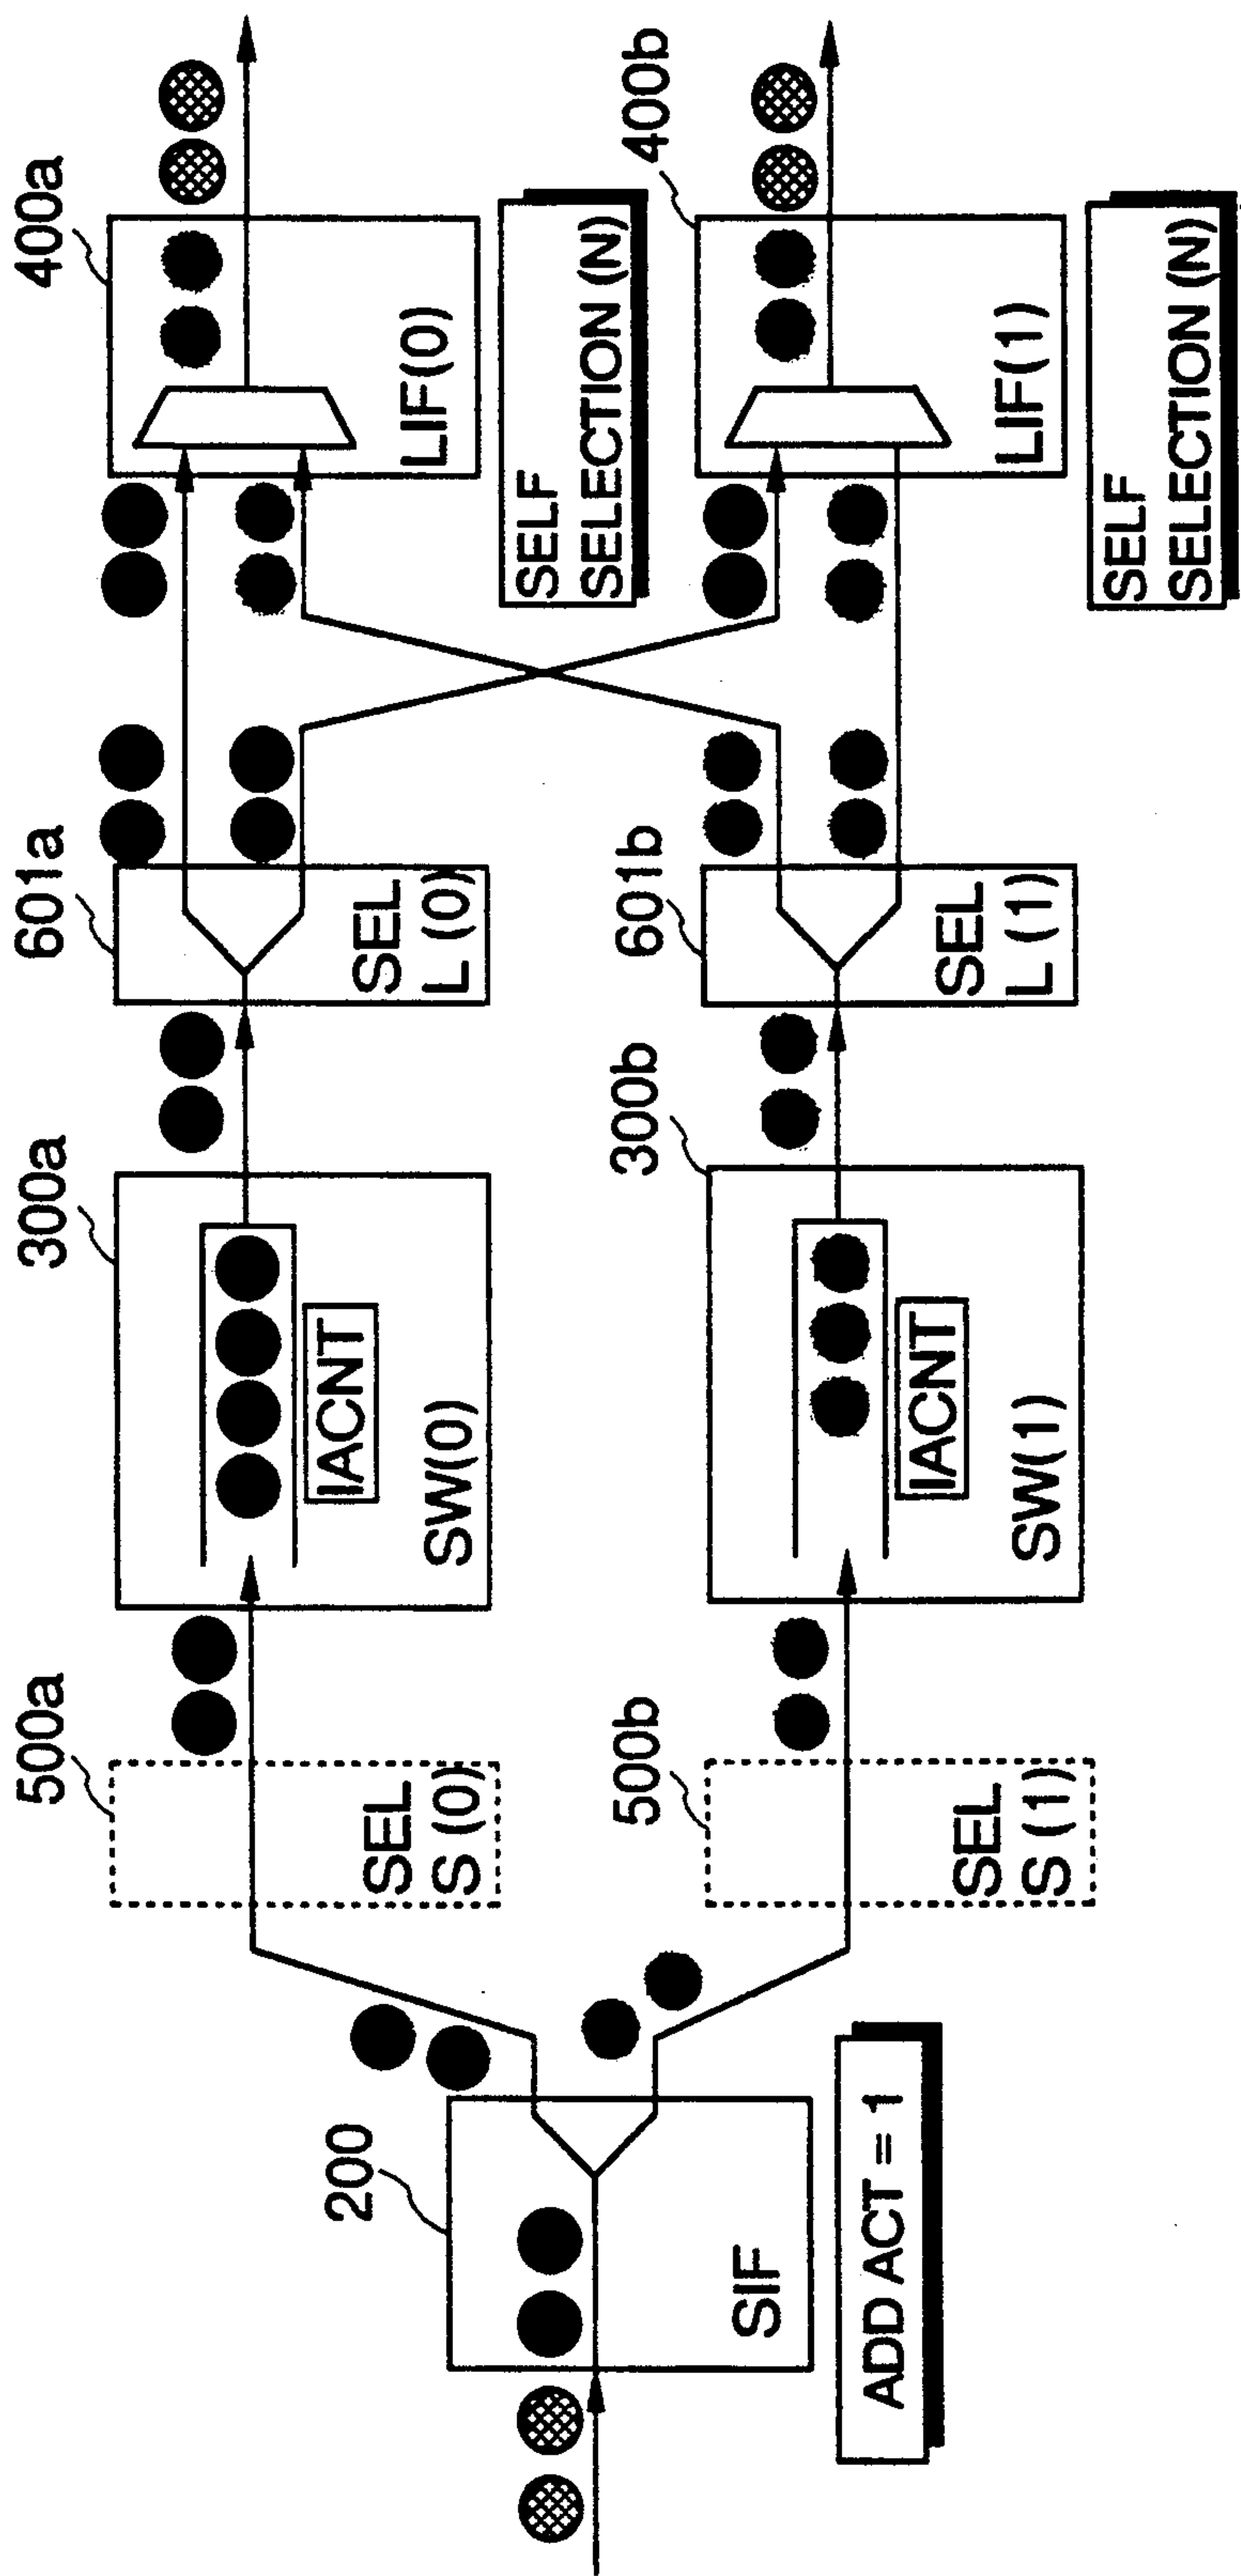 200
SIF
ADD ACT = 1
500a
SEL
S (0)
500b
SEL
S (1)
300a
IACNT
SW(0)
300b
IACNT
SW(1)
601a
SEL
L (0)
601b
SEL
L (1)
400a
LIF(0)
SELF
SELECTION (N)
400b
LIF(1)
SELF
SELECTION (N)